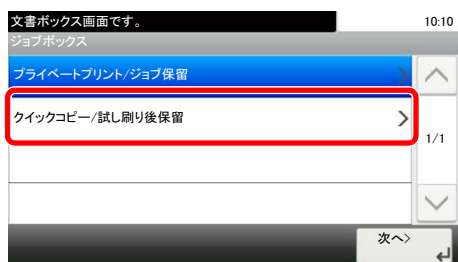 文書ボックス画面です。
10:10
ジョブボックス
プライベートプリント/ジョブ保留
クイックコピー/試し刷り後保留
1/1
次へ>